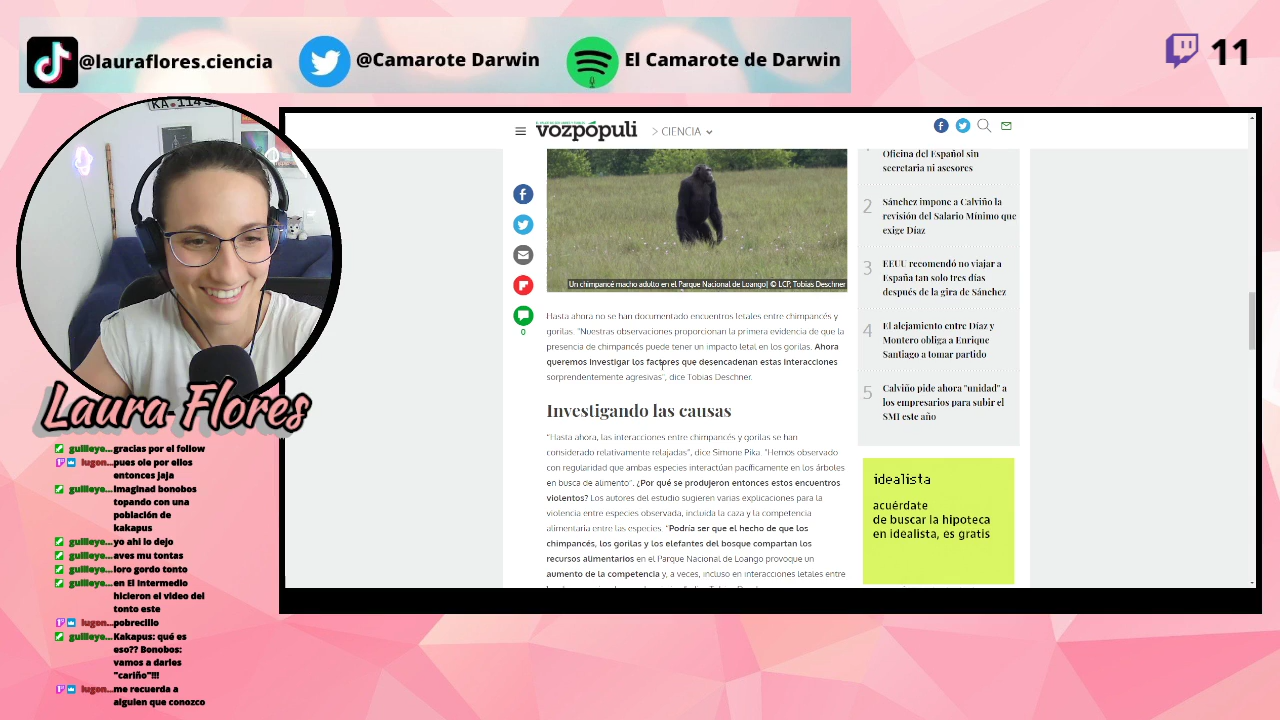 @lauraflores.ciencia
@Camarote Darwin
El Camarote de Darwin
11
vozpópuli
> CIENCIA
Un chimpancé macho adulto en el Parque Nacional de Loango| © LCP, Tobias Deschner
0
Hasta ahora no se han documentado encuentros letales entre chimpancés y
gorilas. "Nuestras observaciones proporcionan la primera evidencia de que la
presencia de chimpancés puede tener un impacto letal en los gorilas. Ahora
queremos investigar los factores que desencadenan estas interacciones
sorprendentemente agresivas", dice Tobias Deschner.
Investigando las causas
"Hasta ahora, las interacciones entre chimpancés y gorilas se han
considerado relativamente relajadas", dice Simone Pika. "Hemos observado
con regularidad que ambas especies interactúan pacíficamente en los árboles
en busca de alimento". ¿Por qué se produjeron entonces estos encuentros
violentos? Los autores del estudio sugieren varias explicaciones para la
violencia entre especies observada, incluida la caza y la competencia
alimentaria entre las especies. "Podría ser que el hecho de que los
chimpancés, los gorilas y los elefantes del bosque compartan los
recursos alimentarios en el Parque Nacional de Loango provoque un
aumento de la competencia y, a veces, incluso en interacciones letales entre
Oficina del Español sin
secretaria ni asesores
2
Sánchez impone a Calviño la
revisión del Salario Mínimo que
exige Díaz
3
EEUU recomendó no viajar a
España tan solo tres días
después de la gira de Sánchez
4
El alejamiento entre Díaz y
Montero obliga a Enrique
Santiago a tomar partido
5
Calviño pide ahora "unidad" a
los empresarios para subir el
SMI este año
idealista
acuérdate
de buscar la hipoteca
en idealista, es gratis
Laura Flores
guilleye... gracias por el follow
lugon... pues ole por ellos
entonces jaja
guilleye... imaginad bonobos
topando con una
población de
kakapus
guilleye... yo ahi lo dejo
guilleye... aves mu tontas
guilleye... loro gordo tonto
guilleye... en El Intermedio
hicieron el video del
tonto este
lugon... pobrecillo
guilleye... Kakapus: qué es
eso?? Bonobos:
vamos a darles
"cariño"!!!
lugon... me recuerda a
alguien que conozco